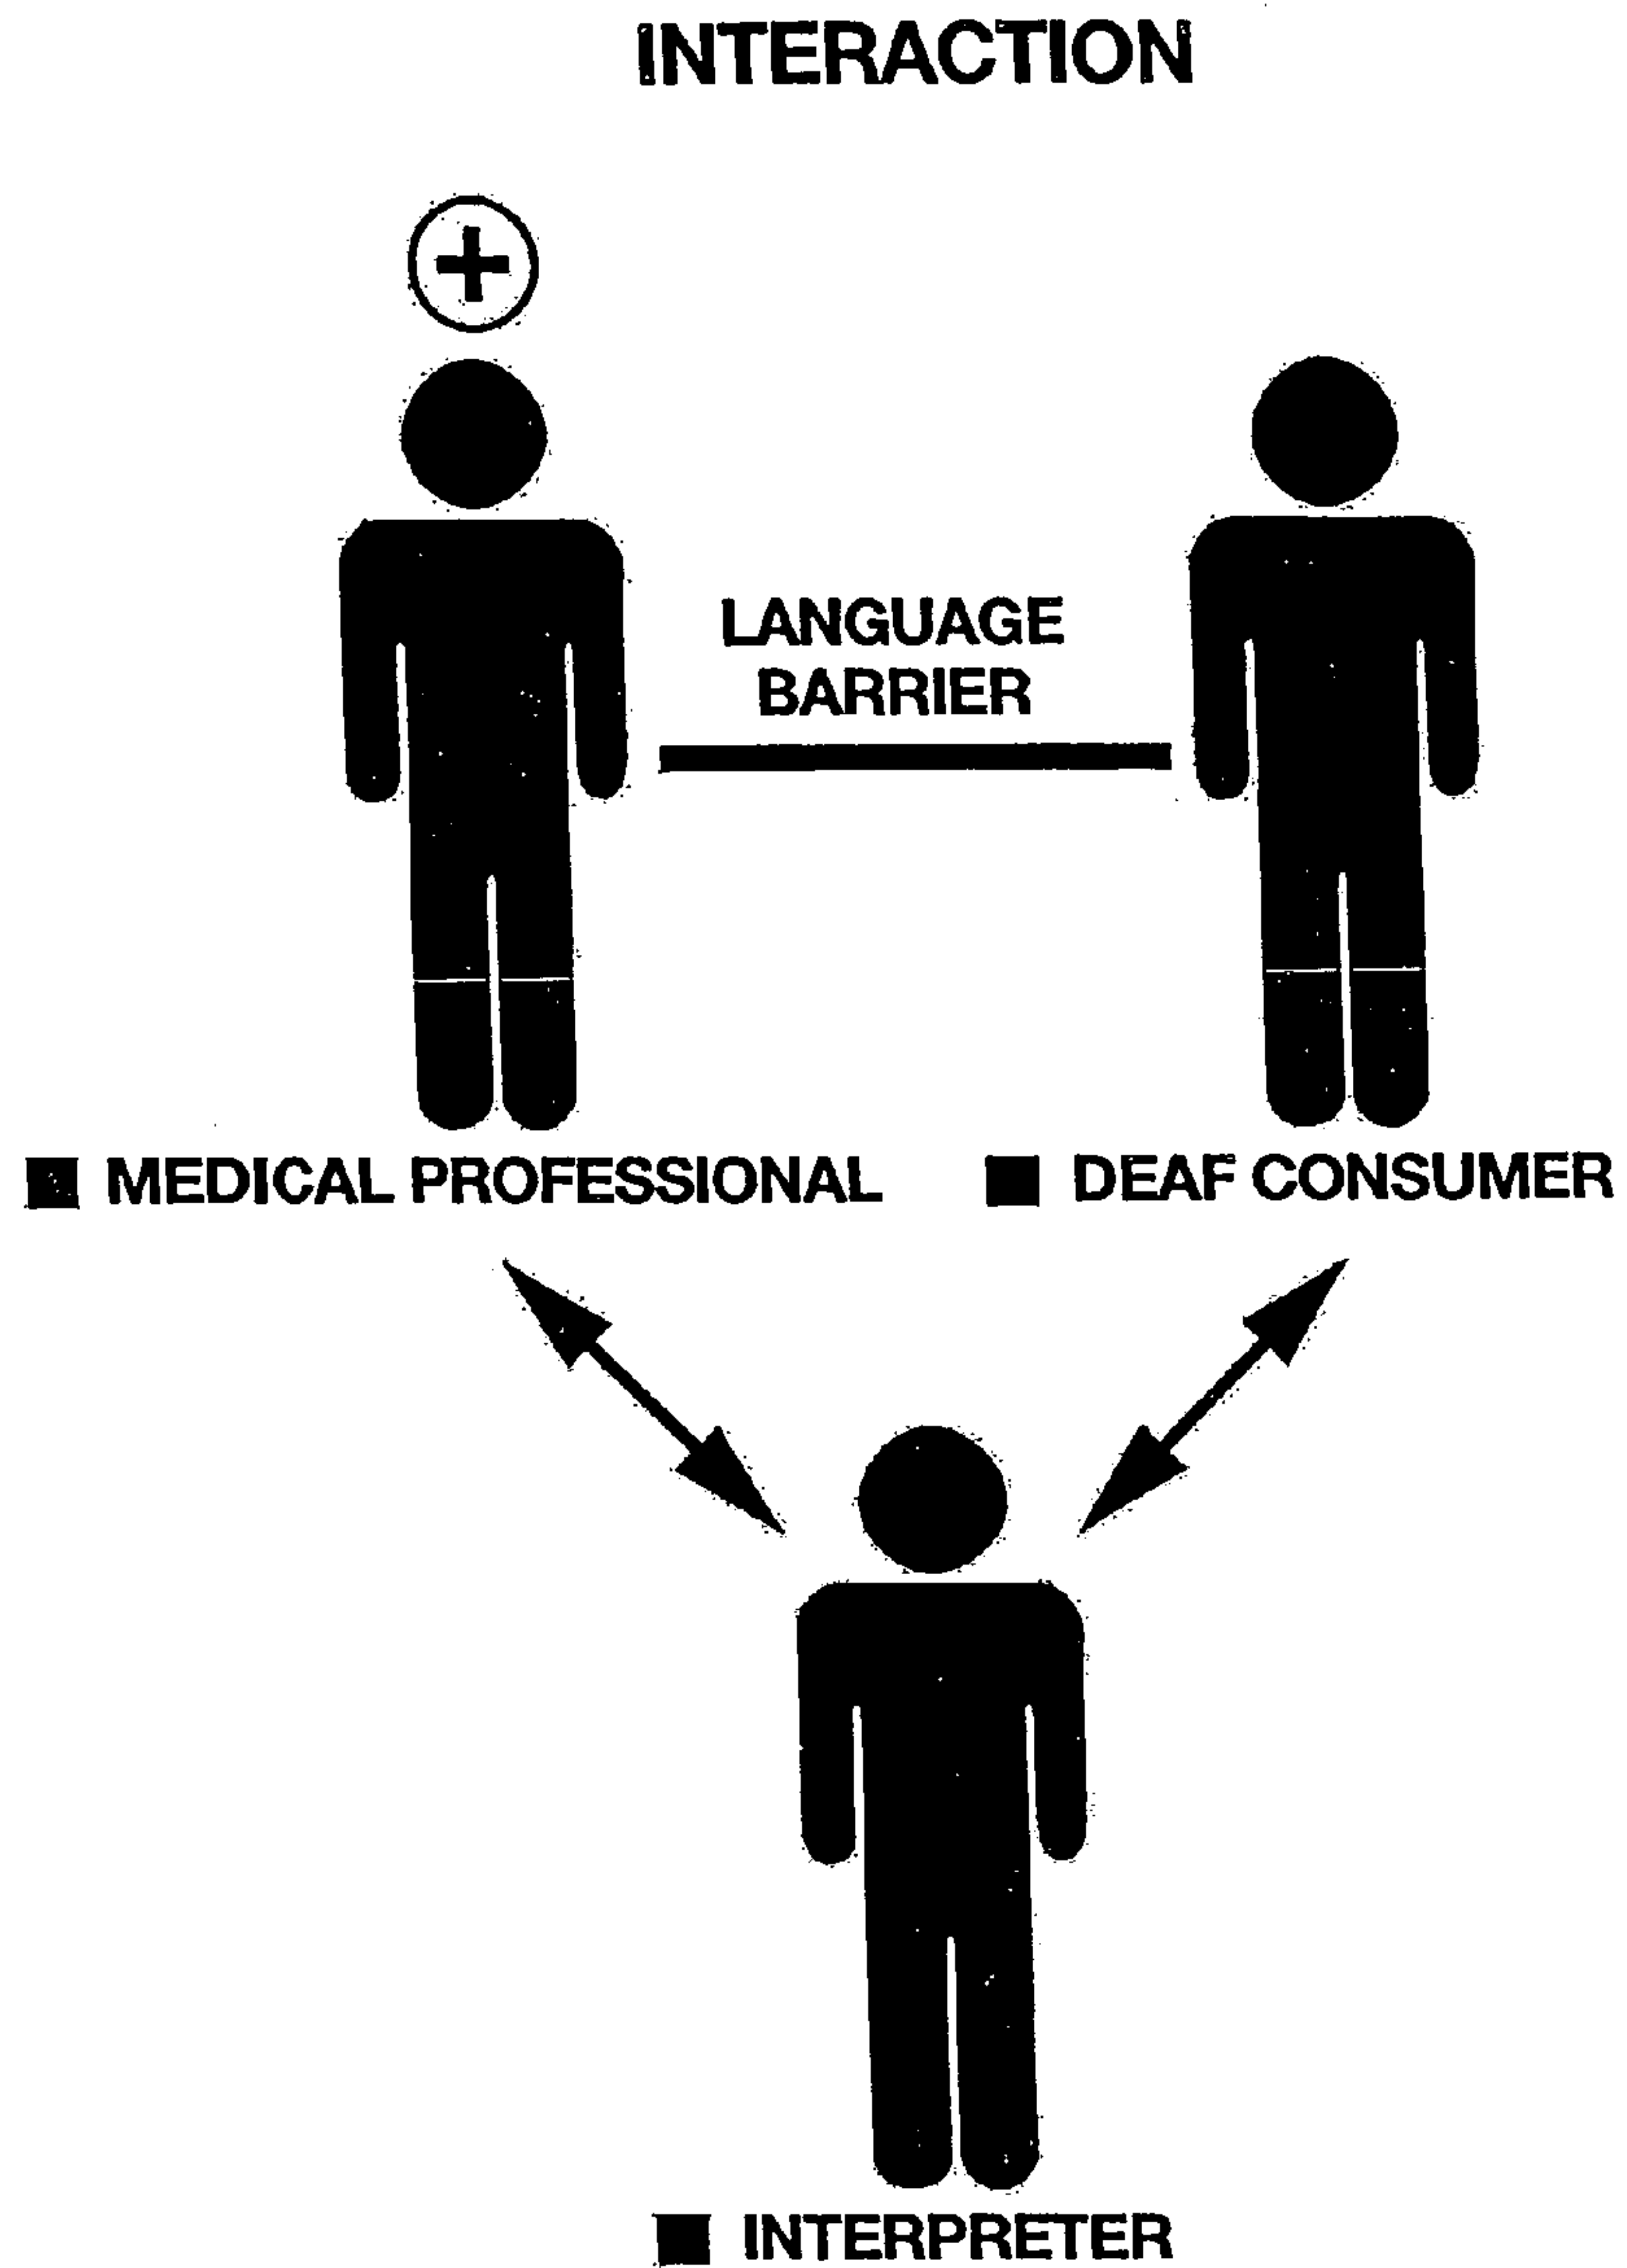 INTERACTION
LANGUAGE
BARRIER
MEDICAL PROFESSIONAL
DEAF CONSUMER
INTERPRETER